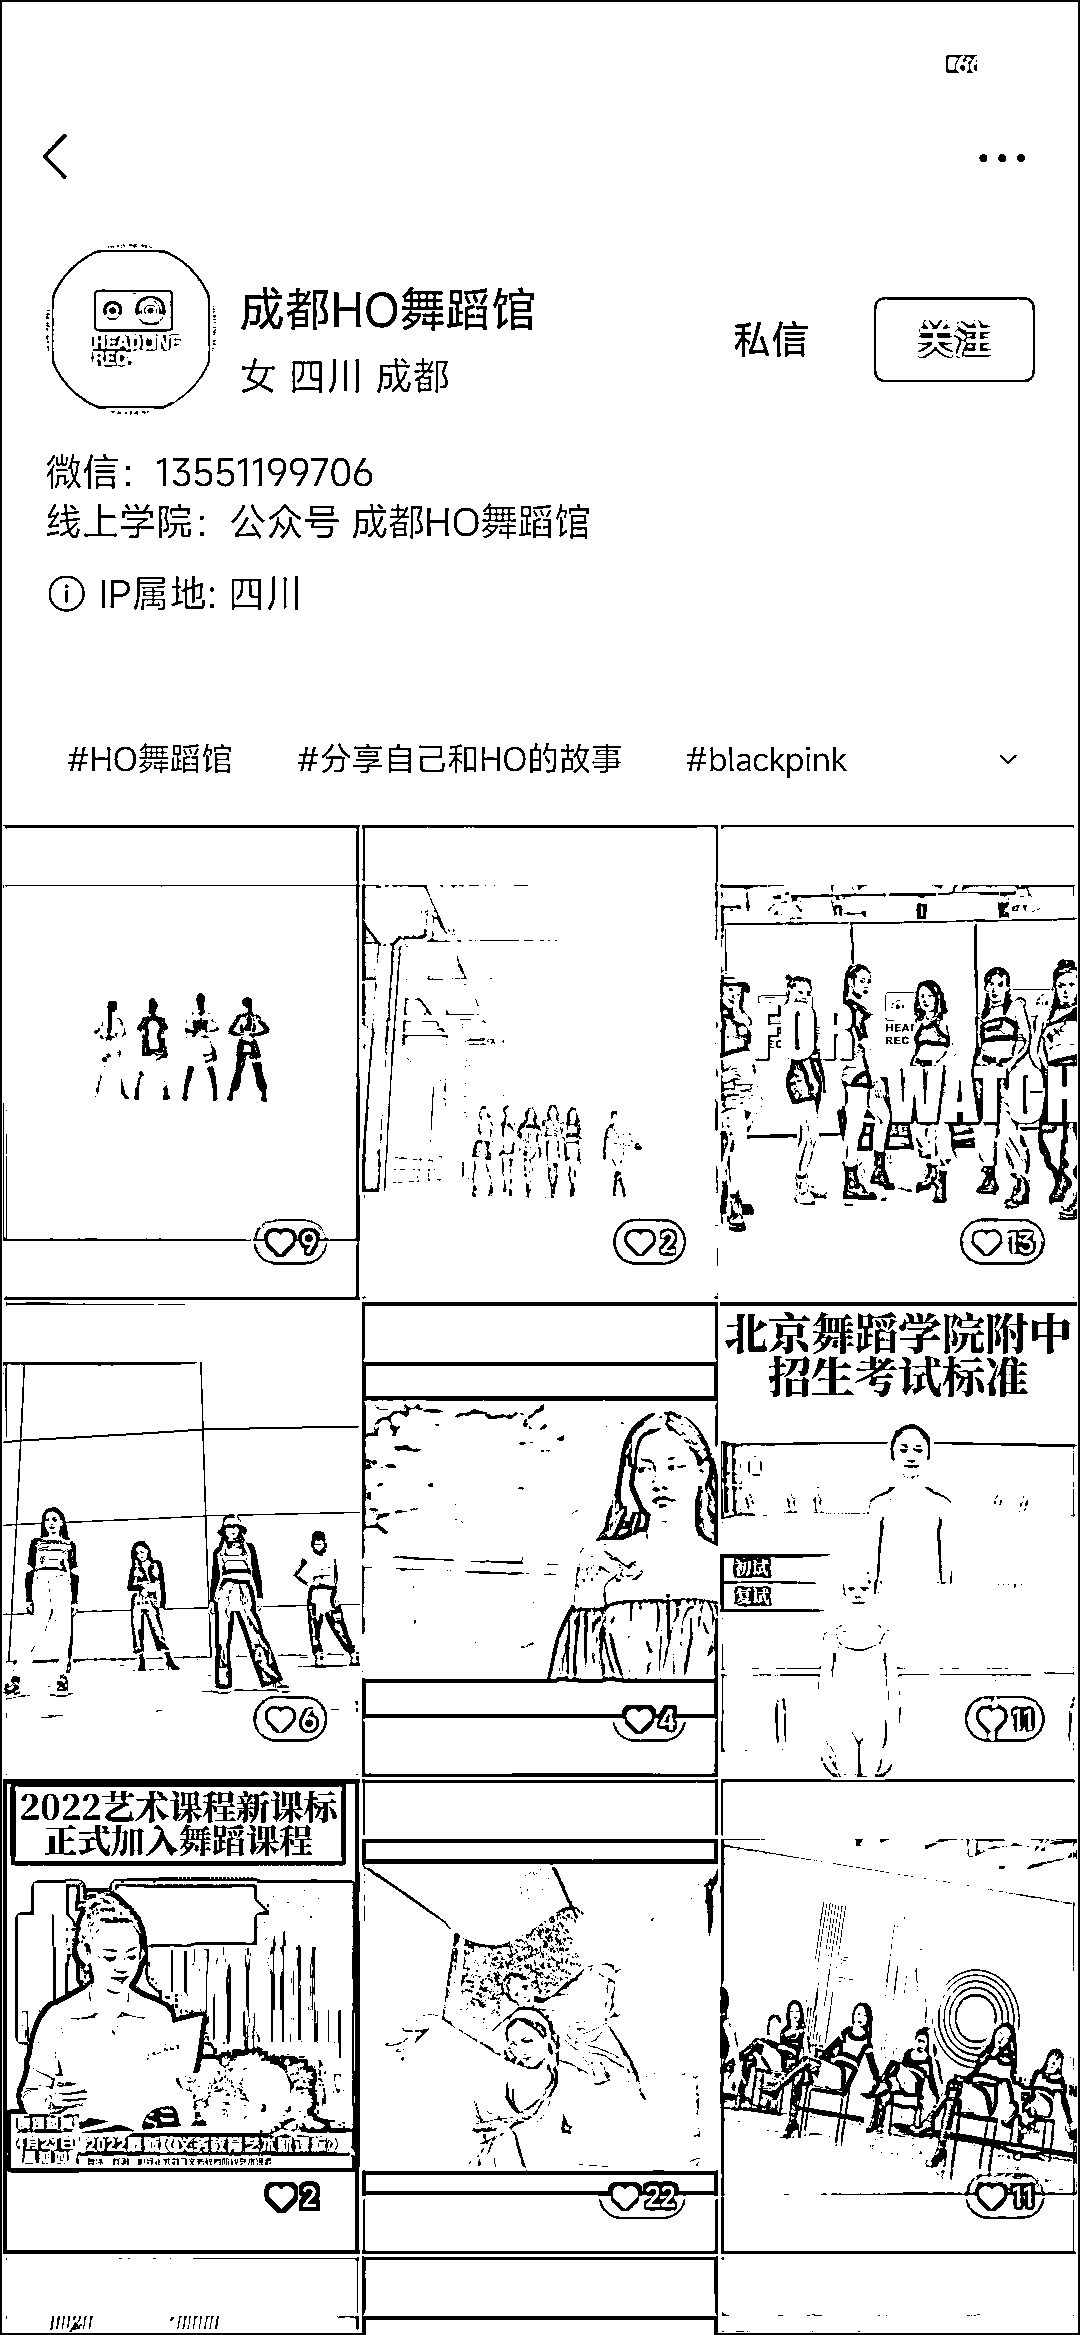 66
HEADONE
REC.
成都HO舞蹈馆
女 四川 成都
私信
关注
微信：13551199706
线上学院：公众号 成都HO舞蹈馆
IP属地: 四川
#HO舞蹈馆
#分享自己和HO的故事
#blackpink
FOR
HEAD
REC
WATCH
9
2
13
北京舞蹈学院附中
招生考试标准
初试
复试
6
4
11
2022艺术课程新课标
正式加入舞蹈课程
2
22
11